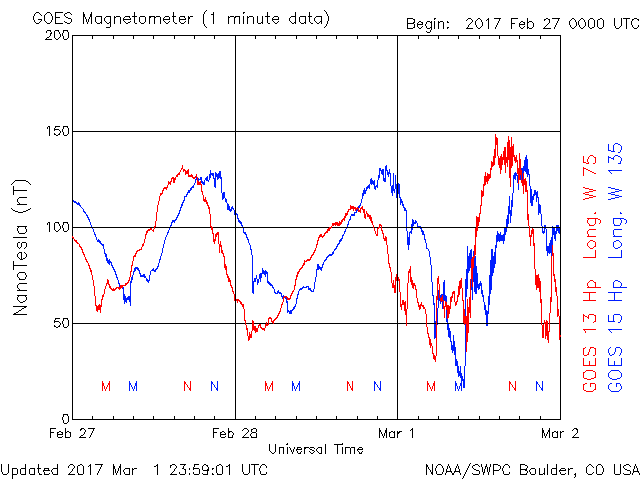 GOES Magnetometer (1 minute data)
Begin: 2017 Feb 27 0000 UTC
200
150
100
50
0
NanoTesla (nT)
M M N N M M N N M M N N
Feb 27 Feb 28 Mar 1 Mar 2
Universal Time
GOES 13 Hp Long. W 75
GOES 15 Hp Long. W 135
Updated 2017 Mar 1 23:59:01 UTC
NOAA/SWPC Boulder, CO USA